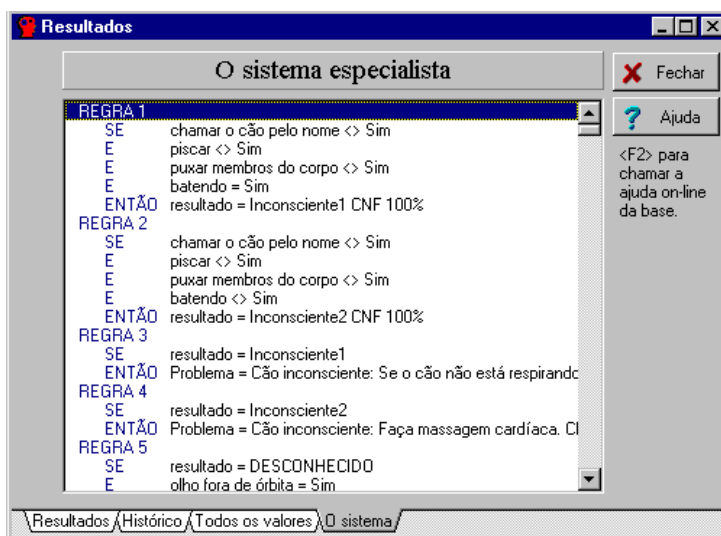 Resultados
O sistema especialista
Fechar
Ajuda
<F2> para
chamar a
ajuda on-line
da base.
REGRA 1
SE chamar o cão pelo nome <> Sim
E piscar <> Sim
E puxar membros do corpo <> Sim
E batendo = Sim
ENTÃO resultado = Inconsciente1 CNF 100%
REGRA 2
SE chamar o cão pelo nome <> Sim
E piscar <> Sim
E puxar membros do corpo <> Sim
E batendo <> Sim
ENTÃO resultado = Inconsciente2 CNF 100%
REGRA 3
SE resultado = Inconsciente1
ENTÃO Problema = Cão inconsciente: Se o cão não está respirando
REGRA 4
SE resultado = Inconsciente2
ENTÃO Problema = Cão inconsciente: Faça massagem cardíaca.
REGRA 5
SE resultado = DESCONHECIDO
E olho fora de órbita = Sim
Resultados Histórico Todos os valores O sistema